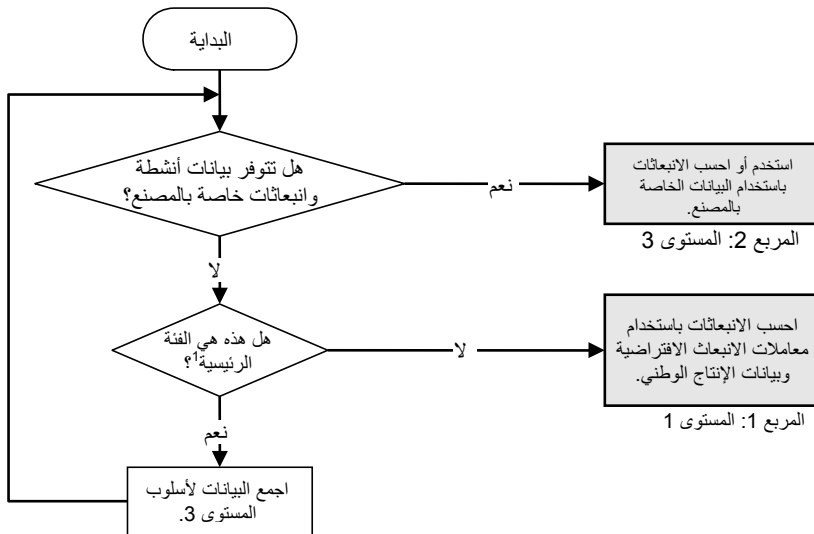 البداية
هل تتوفر بيانات أنشطة
وانبعاثات خاصة بالمصنع؟
نعم
استخدم أو احسب الانبعاثات
باستخدام البيانات الخاصة
بالمصنع.
المربع 2: المستوى 3
لا
هل هذه هي الفئة
الرئيسية1؟
لا
احسب الانبعاثات باستخدام
معاملات الانبعاث الافتراضية
وبيانات الإنتاج الوطني.
المربع 1: المستوى 1
نعم
اجمع البيانات لأسلوب
المستوى 3.